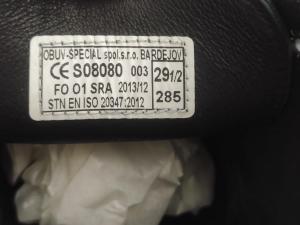 OBUV-SPECIAL spol.s.r.o. BARDEJOV
CE S08080 003 29 1/2
FO O1 SRA 2013/12
STN EN ISO 20347:2012 285